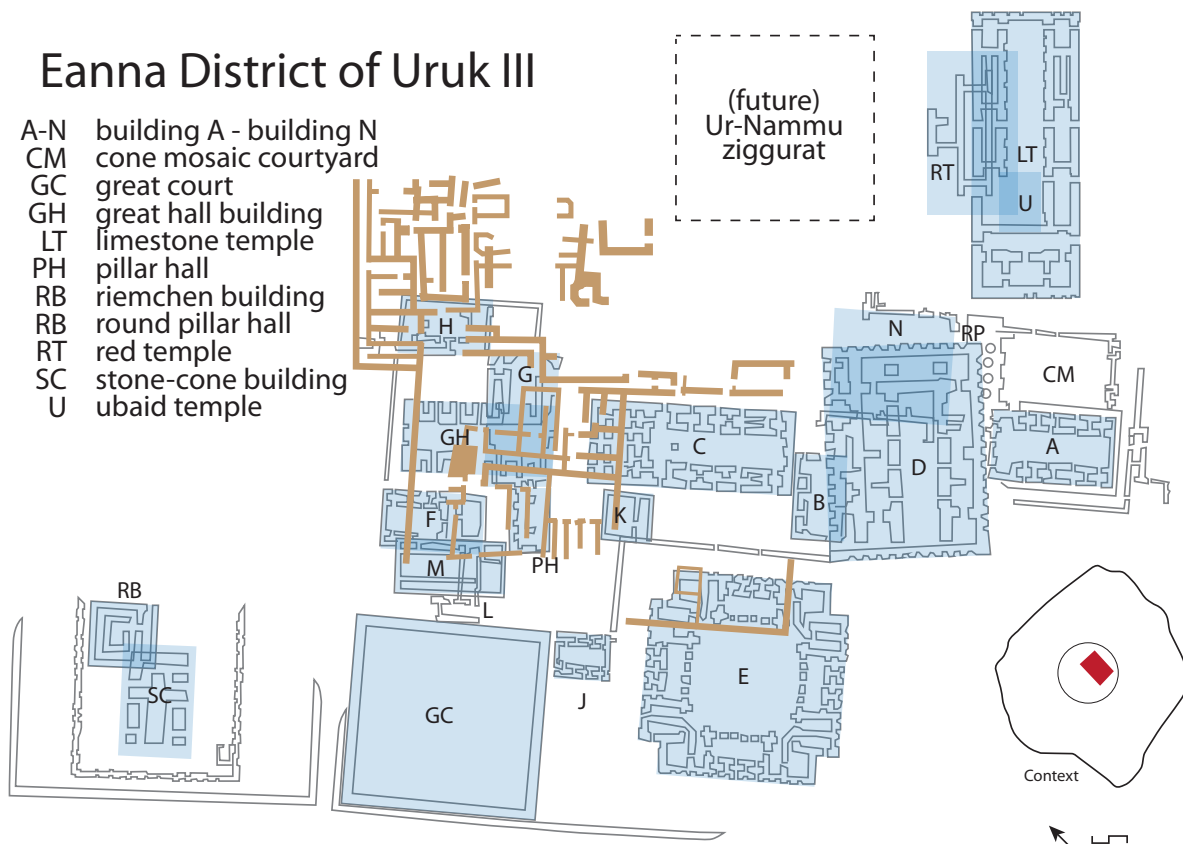 Eanna District of Uruk III
A-N building A - building N
CM cone mosaic courtyard
GC great court
GH great hall building
LT limestone temple
PH pillar hall
RB riemchen building
RB round pillar hall
RT red temple
SC stone-cone building
U ubaid temple
(future)
Ur-Nammu
ziggurat
RT
LT
U
H
N
RP
G
CM
GH
C
A
D
B
F
K
M
PH
RB
L
SC
E
J
GC
Context